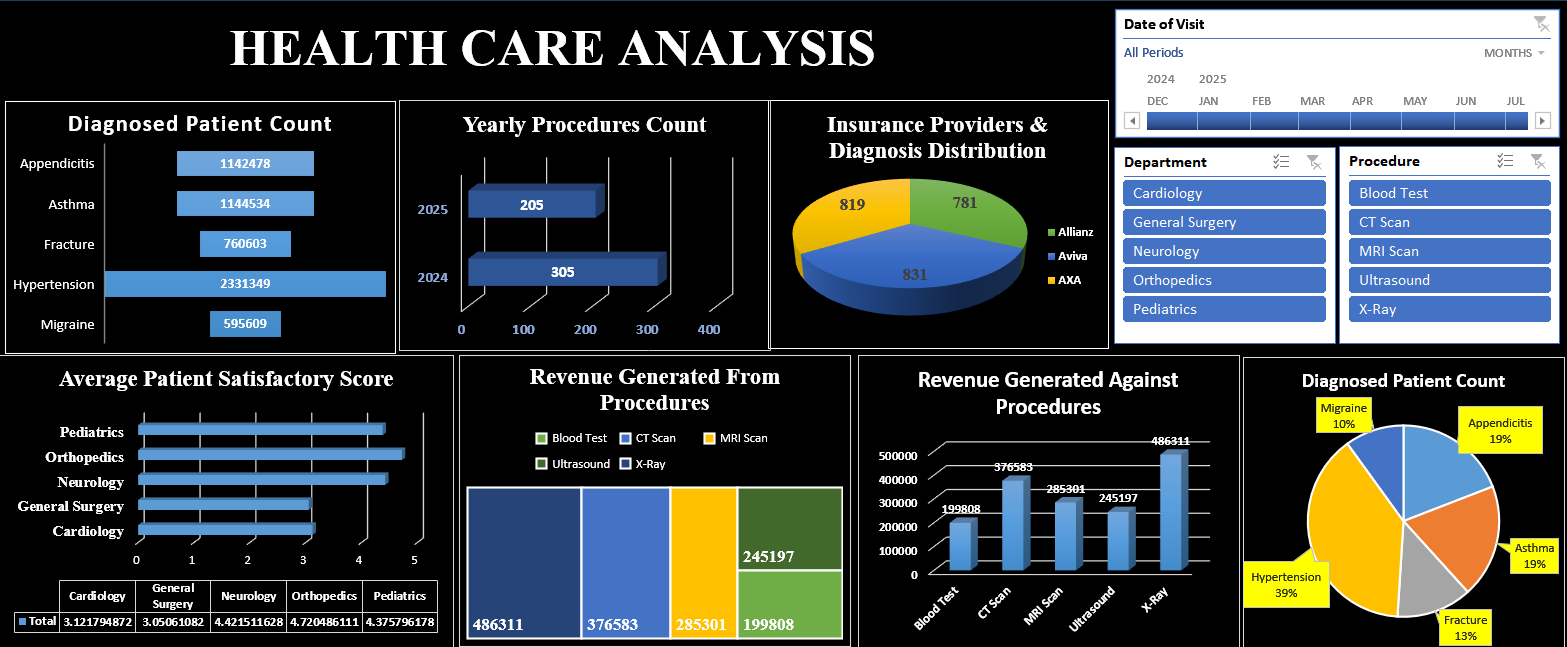 HEALTH CARE ANALYSIS
Date of Visit
All Periods
MONTHS
2024 2025
DEC JAN FEB MAR APR MAY JUN JUL
Department
Cardiology
General Surgery
Neurology
Orthopedics
Pediatrics
Procedure
Blood Test
CT Scan
MRI Scan
Ultrasound
X-Ray
Diagnosed Patient Count
Appendicitis 1142478
Asthma 1144534
Fracture 760603
Hypertension 2331349
Migraine 595609
Yearly Procedures Count
2025 205
2024 305
0 100 200 300 400
Insurance Providers &
Diagnosis Distribution
819 781
831
Allianz
Aviva
AXA
Average Patient Satisfactory Score
Pediatrics
Orthopedics
Neurology
General Surgery
Cardiology
0 1 2 3 4 5
Cardiology General Surgery Neurology Orthopedics Pediatrics
Total 3.121794872 3.05061082 4.421511628 4.720486111 4.375796178
Revenue Generated From
Procedures
Blood Test CT Scan MRI Scan
Ultrasound X-Ray
245197
486311 376583 285301 199808
Revenue Generated Against
Procedures
500000
400000
300000
200000
100000
0
199808
376583
285301
245197
486311
Blood Test CT Scan MRI Scan Ultrasound X-Ray
Diagnosed Patient Count
Migraine
10%
Appendicitis
19%
Asthma
19%
Hypertension
39%
Fracture
13%